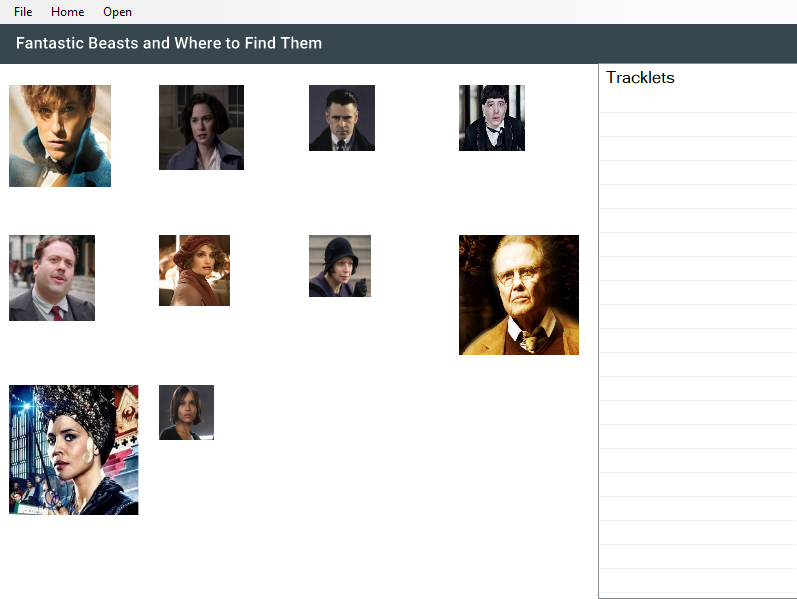 File Home Open
Fantastic Beasts and Where to Find Them
Tracklets